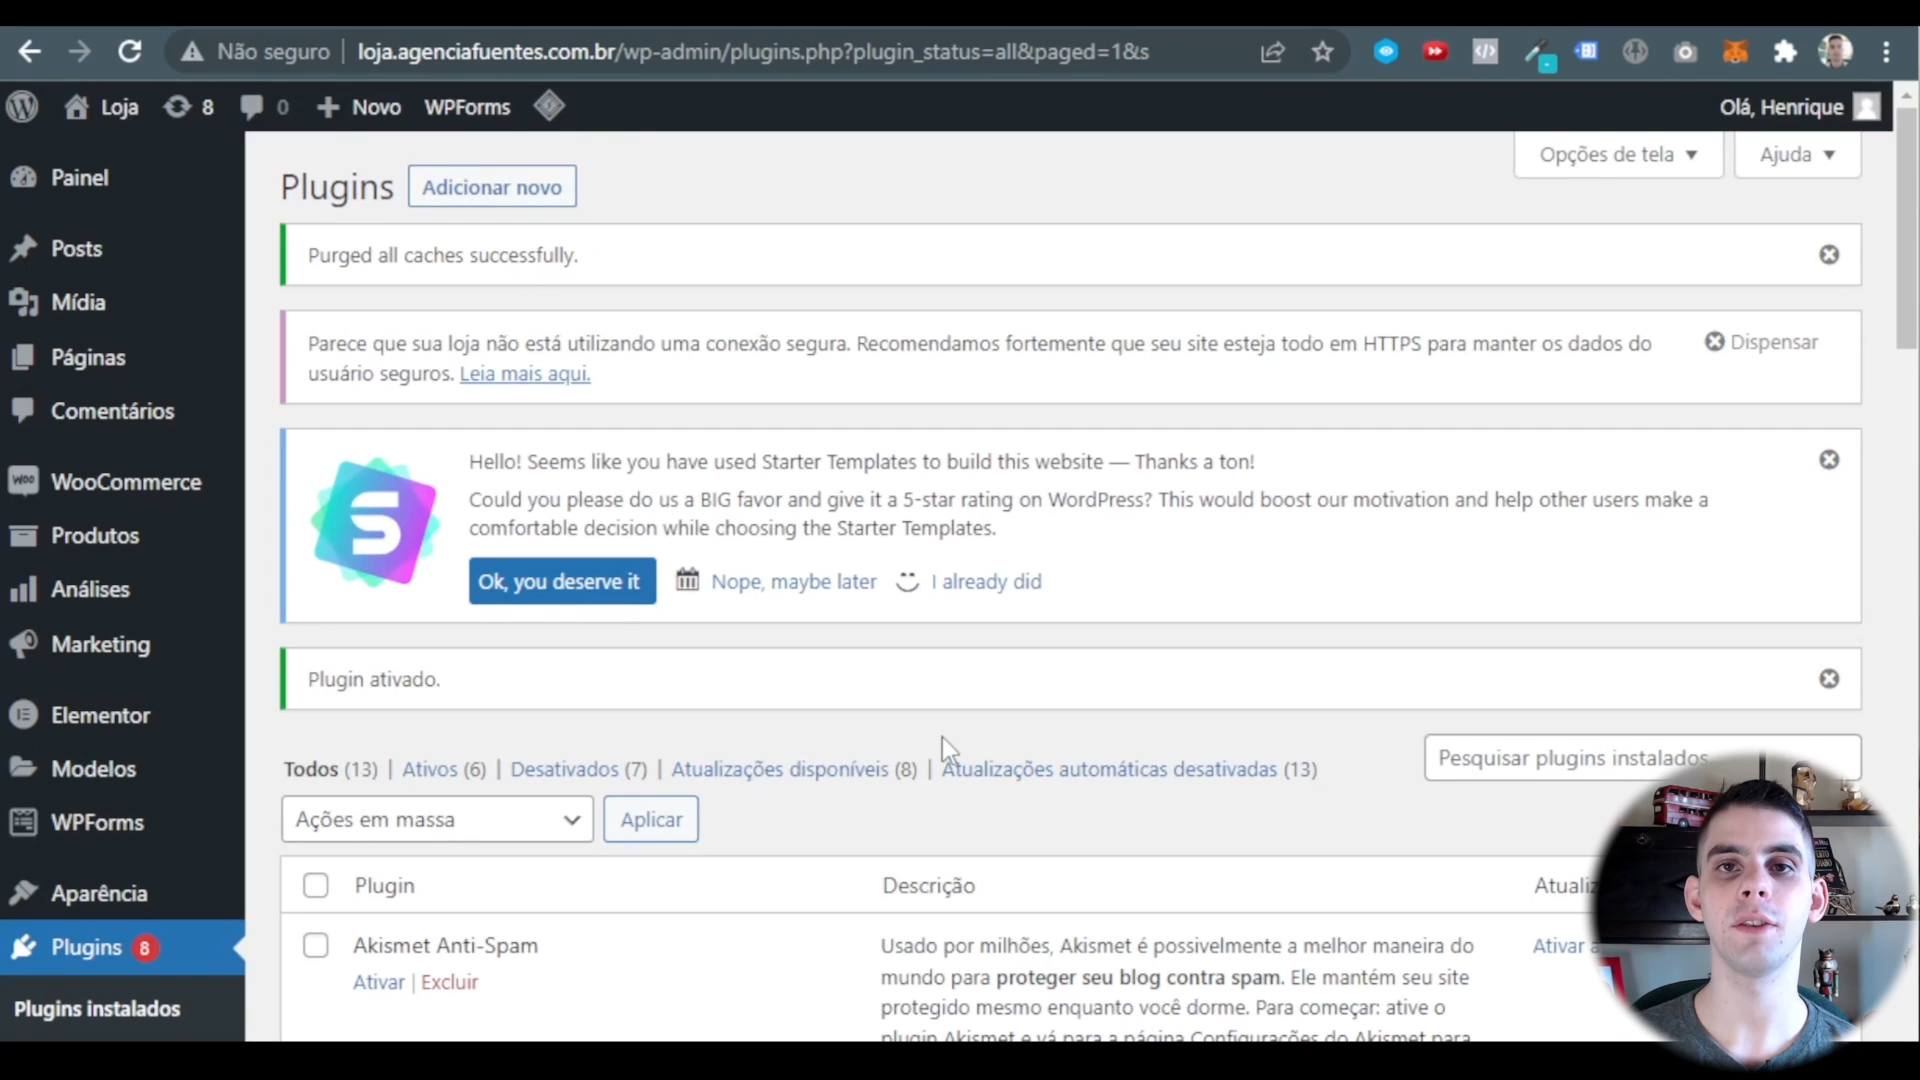 Não seguro
loja.agenciafuentes.com.br/wp-admin/plugins.php?plugin_status=all&paged=1&s
Loja
8
0
Novo
WPForms
Olá, Henrique
Painel
Posts
Mídia
Páginas
Comentários
WooCommerce
Produtos
Análises
Marketing
Elementor
Modelos
WPForms
Aparência
Plugins 8
Plugins instalados
Opções de tela
Ajuda
Plugins
Adicionar novo
Purged all caches successfully.
Parece que sua loja não está utilizando uma conexão segura. Recomendamos fortemente que seu site esteja todo em HTTPS para manter os dados do
usuário seguros. Leia mais aqui.
Dispensar
Hello! Seems like you have used Starter Templates to build this website — Thanks a ton!
Could you please do us a BIG favor and give it a 5-star rating on WordPress? This would boost our motivation and help other users make a
comfortable decision while choosing the Starter Templates.
Ok, you deserve it
Nope, maybe later
I already did
Plugin ativado.
Todos (13) | Ativos (6) | Desativados (7) | Atualizações disponíveis (8) | Atualizações automáticas desativadas (13)
Pesquisar plugins instalados
Ações em massa
Aplicar
Plugin
Descrição
Akismet Anti-Spam
Ativar | Excluir
Usado por milhões, Akismet é possivelmente a melhor maneira do
mundo para proteger seu blog contra spam. Ele mantém seu site
protegido mesmo enquanto você dorme. Para começar: ative o
plugin Akismet e vá para a página Configurações do Akismet para
Ativar